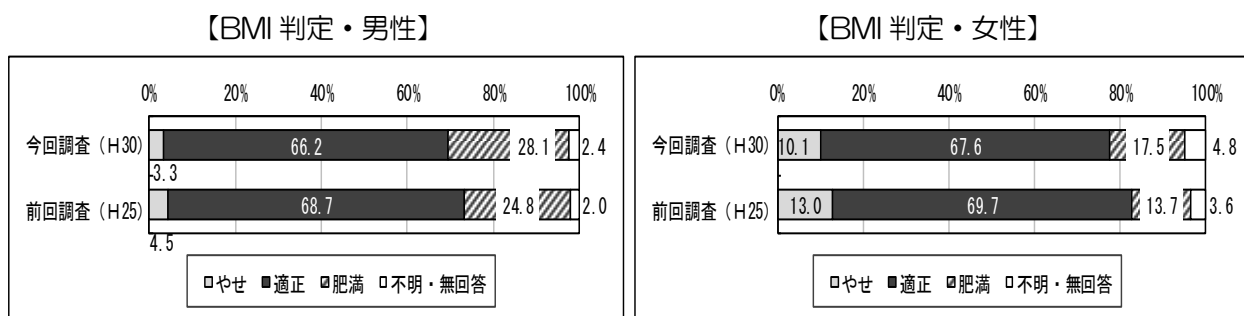 【BMI 判定・男性】
0% 20% 40% 60% 80% 100%
今回調査（H30） 66.2 28.1 2.4
3.3
前回調査（H25） 68.7 24.8 2.0
4.5
□やせ ■適正 ▨肥満 □不明・無回答
【BMI 判定・女性】
0% 20% 40% 60% 80% 100%
今回調査（H30） 10.1 67.6 17.5 4.8
前回調査（H25） 13.0 69.7 13.7 3.6
□やせ ■適正 ▨肥満 □不明・無回答